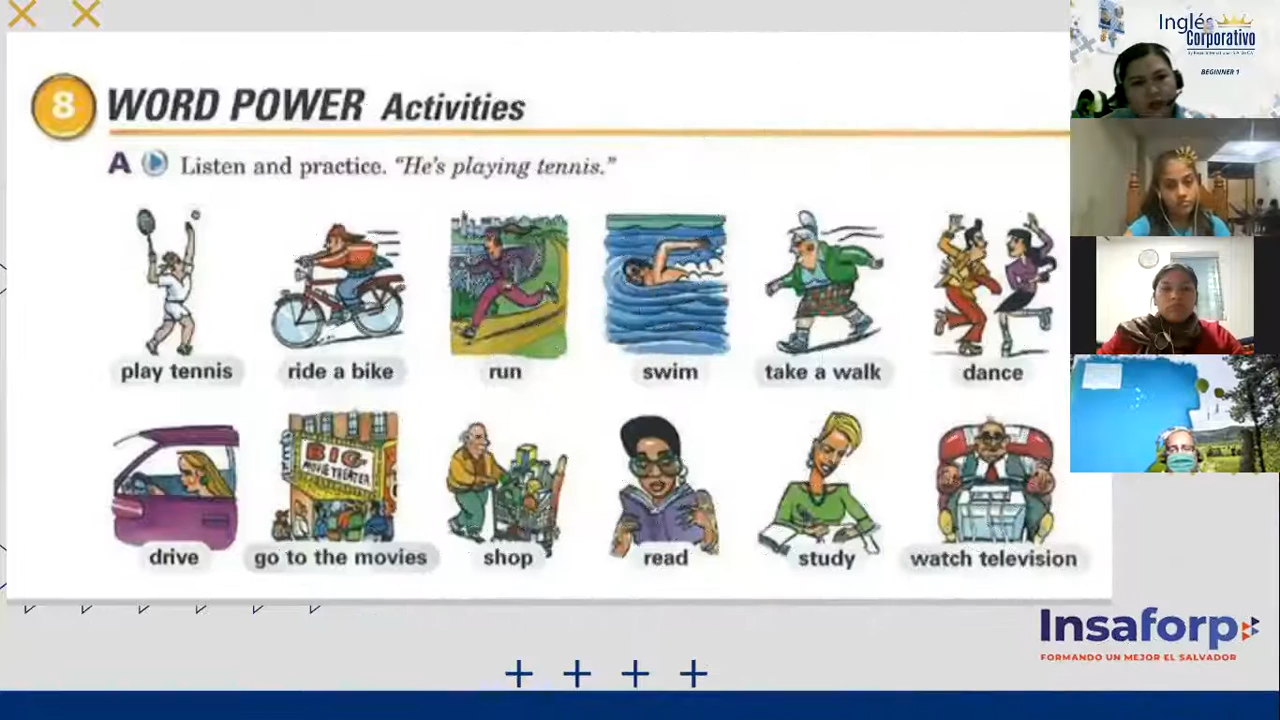 8 WORD POWER Activities
A Listen and practice. "He's playing tennis."
play tennis
ride a bike
run
swim
take a walk
dance
BIG
MOVIE THEATER
drive
go to the movies
shop
read
study
watch television
Inglés
Corporativo
BEGINNER 1
Insaforp
FORMANDO UN MEJOR EL SALVADOR